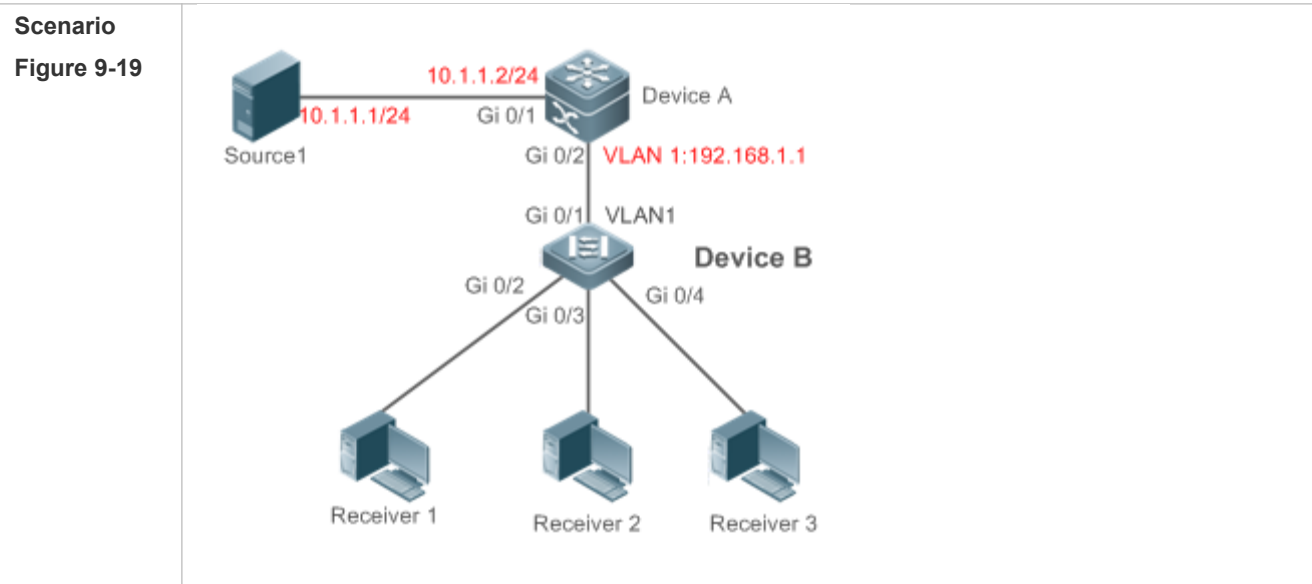 Scenario
Figure 9-19
10.1.1.2/24
Device A
10.1.1.1/24
Gi 0/1
Source1
Gi 0/2
VLAN 1:192.168.1.1
Gi 0/1
VLAN1
Device B
Gi 0/2
Gi 0/4
Gi 0/3
Receiver 1
Receiver 2
Receiver 3